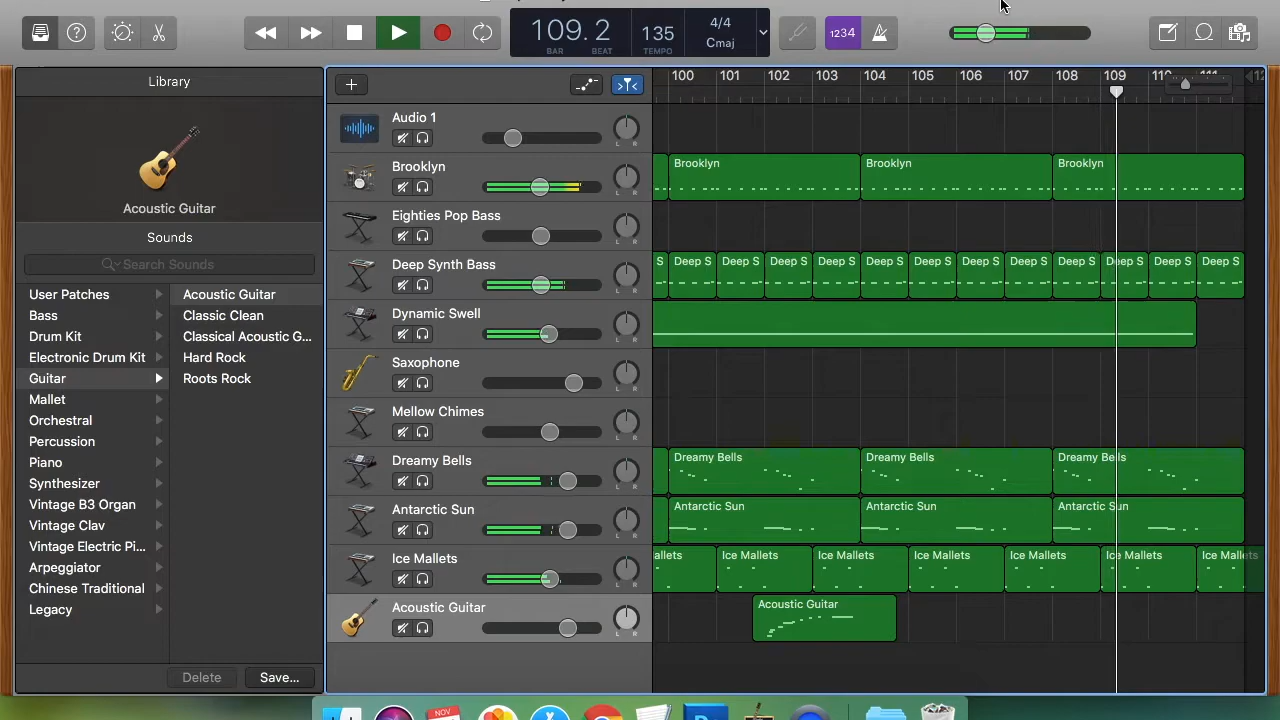 109.2
BAR BEAT
135
TEMPO
4/4
Cmaj
1234
Library
Acoustic Guitar
Sounds
Search Sounds
User Patches
Bass
Drum Kit
Electronic Drum Kit
Guitar
Mallet
Orchestral
Percussion
Piano
Synthesizer
Vintage B3 Organ
Vintage Clav
Vintage Electric Pi...
Arpeggiator
Chinese Traditional
Legacy
Acoustic Guitar
Classic Clean
Classical Acoustic G...
Hard Rock
Roots Rock
Delete
Save...
Audio 1
L R
Brooklyn
L R
Eighties Pop Bass
L R
Deep Synth Bass
L R
Dynamic Swell
L R
Saxophone
L R
Mellow Chimes
L R
Dreamy Bells
L R
Antarctic Sun
L R
Ice Mallets
L R
Acoustic Guitar
L R
100 101 102 103 104 105 106 107 108 109 110 111
Brooklyn Brooklyn Brooklyn
S Deep S Deep S Deep S Deep S Deep S Deep S Deep S Deep S Deep S Deep S Deep S Deep S
Dreamy Bells Dreamy Bells Dreamy Bells
Antarctic Sun Antarctic Sun Antarctic Sun
allets Ice Mallets Ice Mallets Ice Mallets Ice Mallets Ice Mallets Ice Mallets
Acoustic Guitar
NOV